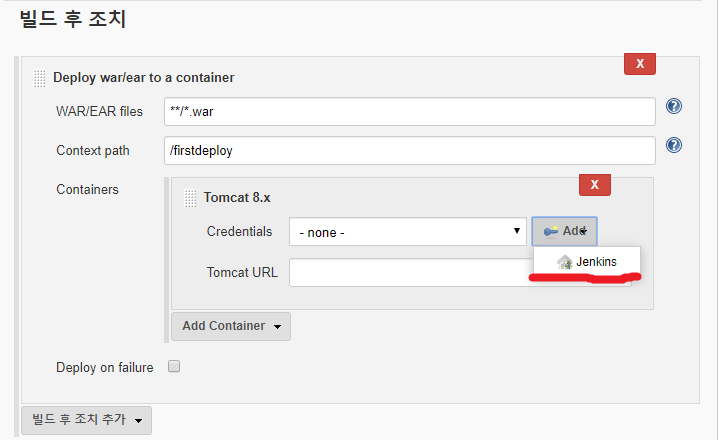 빌드 후 조치
X
Deploy war/ear to a container
WAR/EAR files **/*.war
Context path /firstdeploy
Containers
X
Tomcat 8.x
Credentials - none - Add
Jenkins
Tomcat URL
Add Container
Deploy on failure
빌드 후 조치 추가